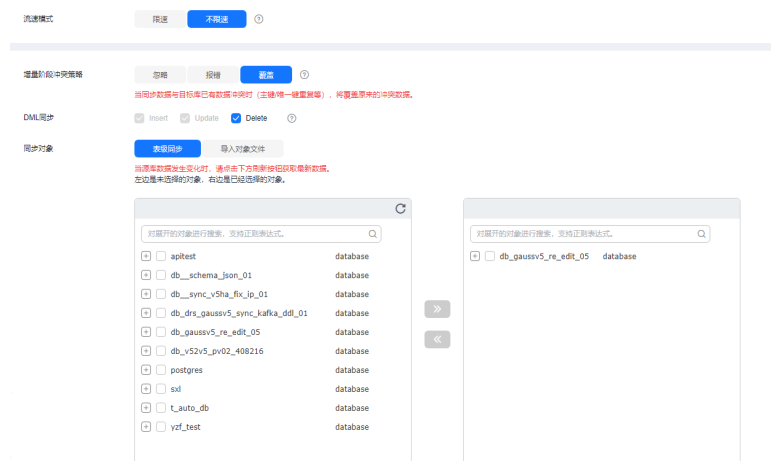 流速模式 限速 不限速
增量阶段冲突策略 忽略 报错 覆盖
当同步数据与目标库已有数据冲突时（主键/唯一键重复等），将覆盖原来的冲突数据。
DML同步 Insert Update Delete
同步对象 表级同步 导入对象文件
当源库数据发生变化时，请点击下方刷新按钮获取最新数据。
左边是未选择的对象，右边是已经选择的对象。
对展开的对象进行搜索，支持正则表达式。 对展开的对象进行搜索，支持正则表达式。
apitest database db_gaussv5_re_edit_05 database
db__schema_json_01 database
db__sync_v5ha_fix_ip_01 database
db_drs_gaussv5_sync_kafka_ddl_01 database
db_gaussv5_re_edit_05 database
db_v52v5_pv02_408216 database
postgres database
sxl database
t_auto_db database
yzf_test database